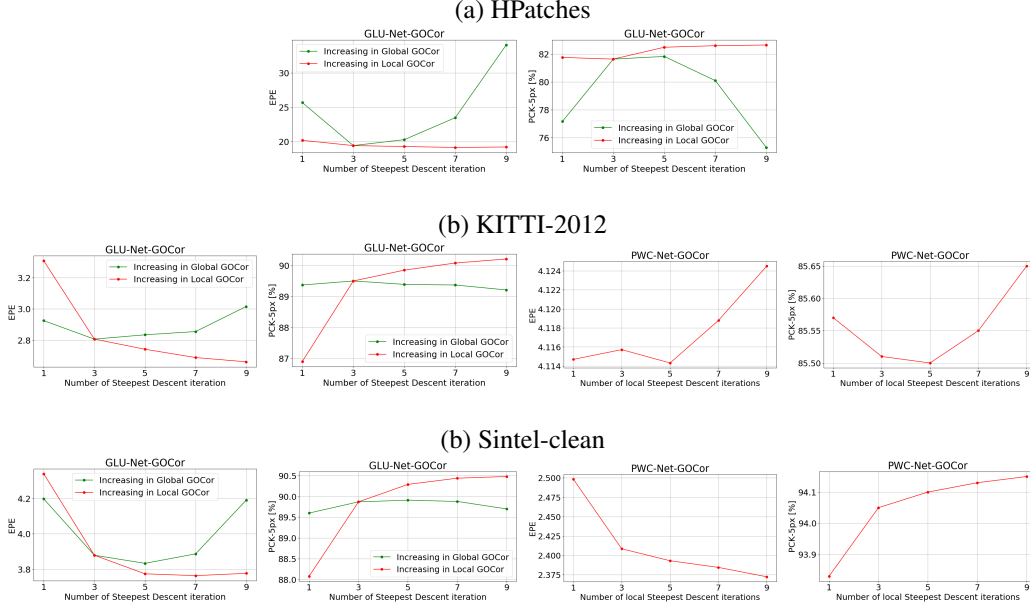 (a) HPatches
GLU-Net-GOCor
EPE
30
25
20
Increasing in Global GOCor
Increasing in Local GOCor
1 3 5 7 9
Number of Steepest Descent iteration
GLU-Net-GOCor
PCK-5px [%]
82
80
78
76
Increasing in Global GOCor
Increasing in Local GOCor
1 3 5 7 9
Number of Steepest Descent iteration
(b) KITTI-2012
GLU-Net-GOCor
EPE
3.2
3.0
2.8
Increasing in Global GOCor
Increasing in Local GOCor
1 3 5 7 9
Number of Steepest Descent iteration
GLU-Net-GOCor
PCK-5px [%]
90
89
88
87
Increasing in Global GOCor
Increasing in Local GOCor
1 3 5 7 9
Number of Steepest Descent iteration
PWC-Net-GOCor
EPE
4.124
4.122
4.120
4.118
4.116
4.114
1 3 5 7 9
Number of local Steepest Descent iterations
PWC-Net-GOCor
PCK-5px [%]
85.65
85.60
85.55
85.50
1 3 5 7 9
Number of local Steepest Descent iterations
(b) Sintel-clean
GLU-Net-GOCor
EPE
4.2
4.0
3.8
Increasing in Global GOCor
Increasing in Local GOCor
1 3 5 7 9
Number of Steepest Descent iteration
GLU-Net-GOCor
PCK-5px [%]
90.5
90.0
89.5
89.0
88.5
88.0
Increasing in Global GOCor
Increasing in Local GOCor
1 3 5 7 9
Number of Steepest Descent iteration
PWC-Net-GOCor
EPE
2.500
2.475
2.450
2.425
2.400
2.375
1 3 5 7 9
Number of local Steepest Descent iterations
PWC-Net-GOCor
PCK-5px [%]
94.1
94.0
93.9
1 3 5 7 9
Number of local Steepest Descent iterations